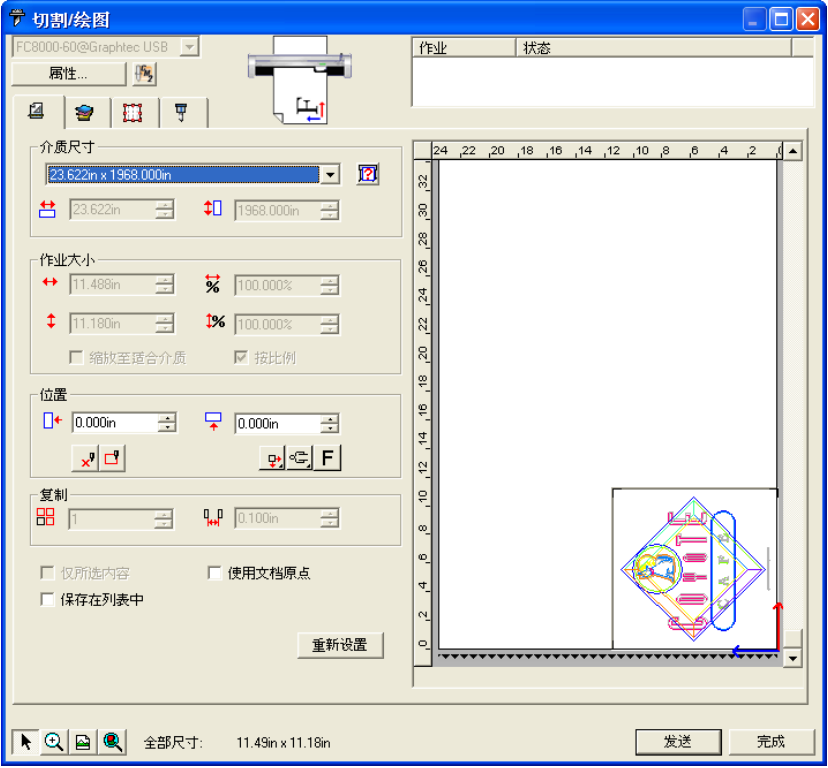 切割/绘图
FC8000-60@Graphtec USB
属性...
作业 状态
介质尺寸
23.622in x 1968.000in
23.622in 1968.000in
作业大小
11.488in 100.000%
11.180in 100.000%
缩放至适合介质 按比例
位置
0.000in 0.000in
F
复制
1 0.100in
仅所选内容 使用文档原点
保存在列表中
重新设置
24 22 20 18 16 14 12 10 8 6 4 2 0
32
30
28
26
24
22
20
18
16
14
12
10
8
6
4
2
0
COYOTE
CAFE
全部尺寸: 11.49in x 11.18in
发送 完成